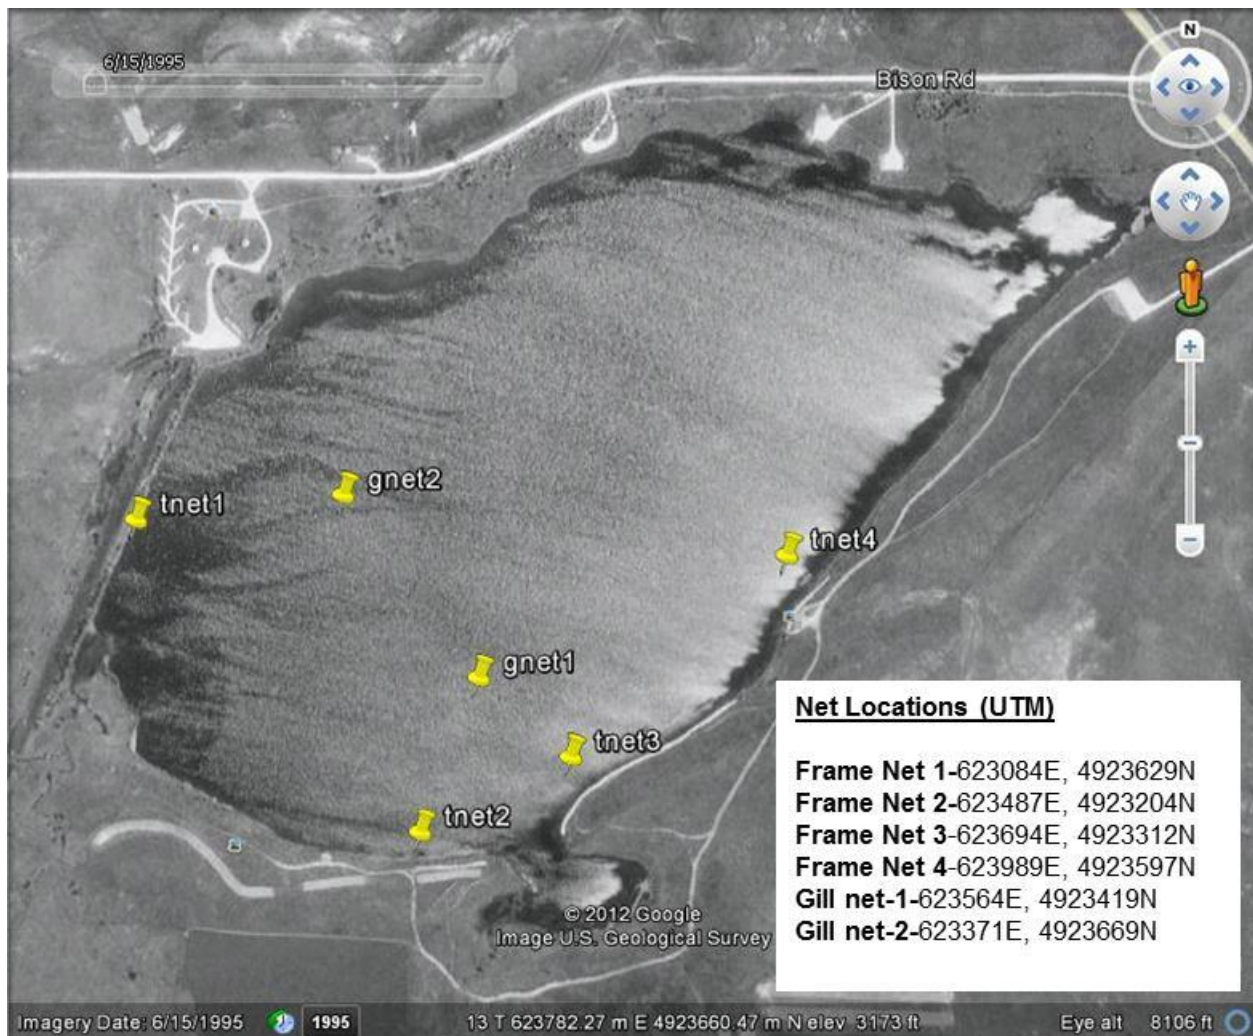 6/15/1995
N
Bison Rd
gnet2
tnet1
tnet4
gnet1
tnet3
tnet2
Net Locations (UTM)
Frame Net 1-623084E, 4923629N
Frame Net 2-623487E, 4923204N
Frame Net 3-623694E, 4923312N
Frame Net 4-623989E, 4923597N
Gill net-1-623564E, 4923419N
Gill net-2-623371E, 4923669N
© 2012 Google
Image U.S. Geological Survey
Imagery Date: 6/15/1995 1995 13 T 623782.27 m E 4923660.47 m N elev 3173 ft Eye alt 8106 ft